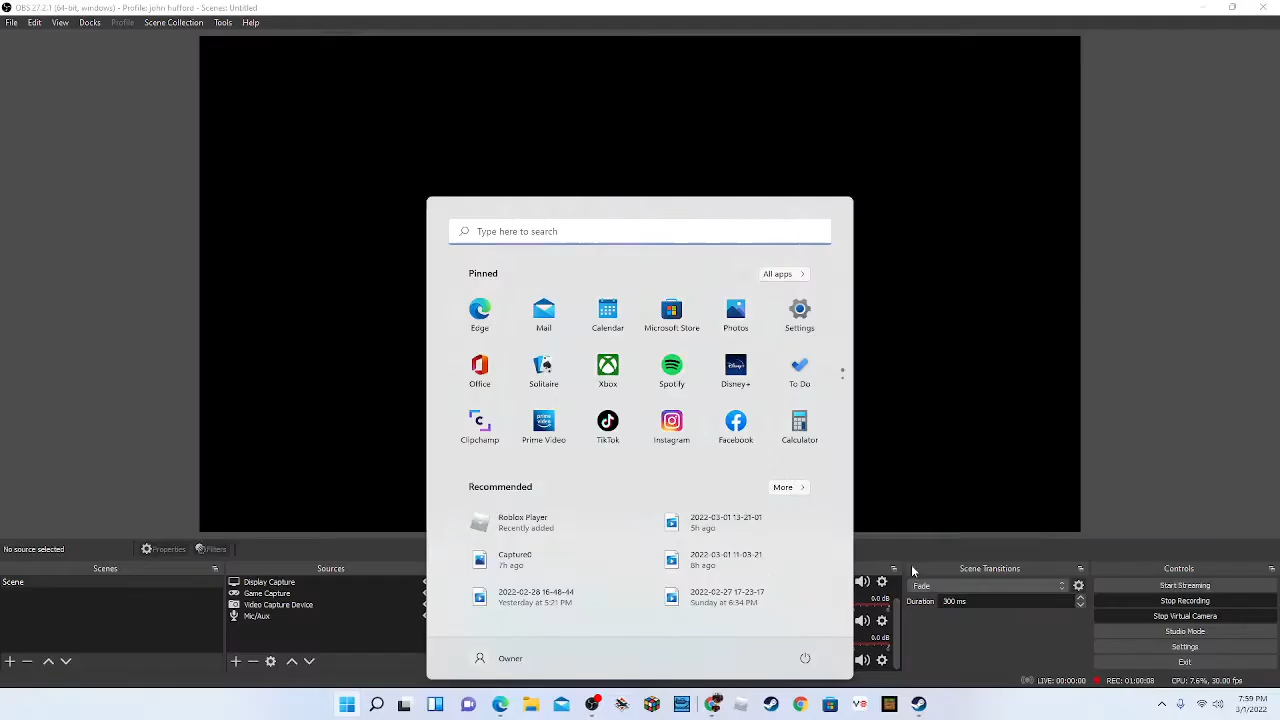 OBS 27.2.1 (64-bit, windows) - Profile: john hufford - Scenes: Untitled
File Edit View Docks Profile Scene Collection Tools Help
Type here to search
Pinned
All apps
Edge Mail Calendar Microsoft Store Photos Settings
Office Solitaire Xbox Spotify Disney+ To Do
Clipchamp Prime Video TikTok Instagram Facebook Calculator
Recommended
More
Roblox Player
Recently added
2022-03-01 13-21-01
5h ago
Capture0
7h ago
2022-03-01 11-03-21
8h ago
2022-02-28 16-48-44
Yesterday at 5:21 PM
2022-02-27 17-23-17
Sunday at 6:34 PM
Owner
No source selected
Properties
Filters
Scenes
Scene
Sources
Display Capture
Game Capture
Video Capture Device
Mic/Aux
0.0 dB
0.0 dB
Scene Transitions
Fade
Duration 300 ms
Controls
Start Streaming
Stop Recording
Stop Virtual Camera
Studio Mode
Settings
Exit
LIVE: 00:00:00 REC: 00:01:08 CPU: 7.6%, 30.00 fps
7:59 PM
3/1/2022